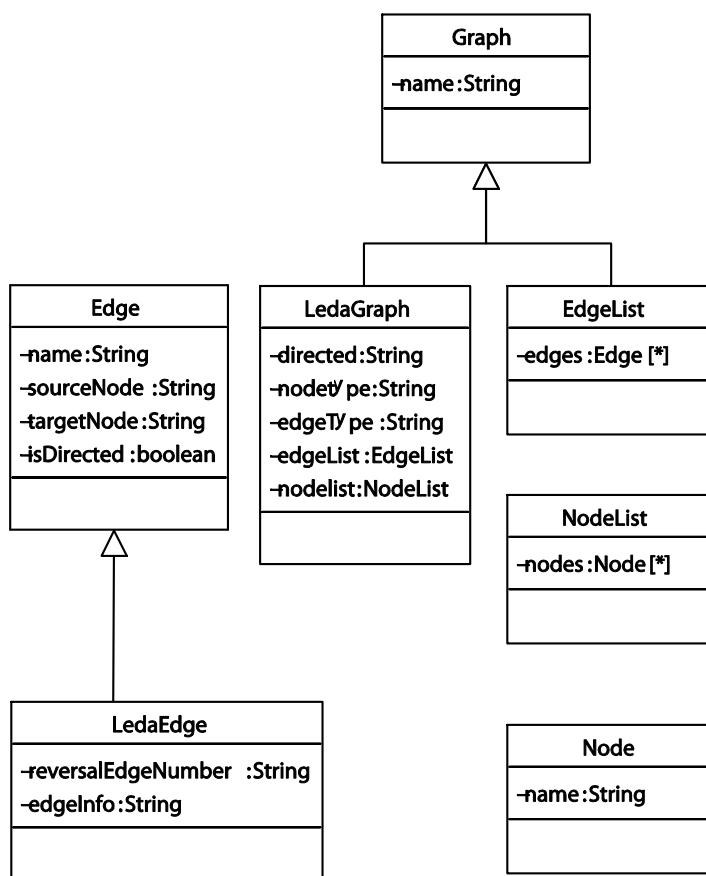 Graph
-name:String
Edge
-name:String
-sourceNode :String
-targetNode:String
-isDirected:boolean
LedaGraph
-directed:String
-nodetype:String
-edgeType:String
-edgeList:EdgeList
-nodelist:NodeList
EdgeList
-edges:Edge [*]
NodeList
-nodes:Node [*]
LedaEdge
-reversalEdgeNumber :String
-edgeInfo:String
Node
-name:String